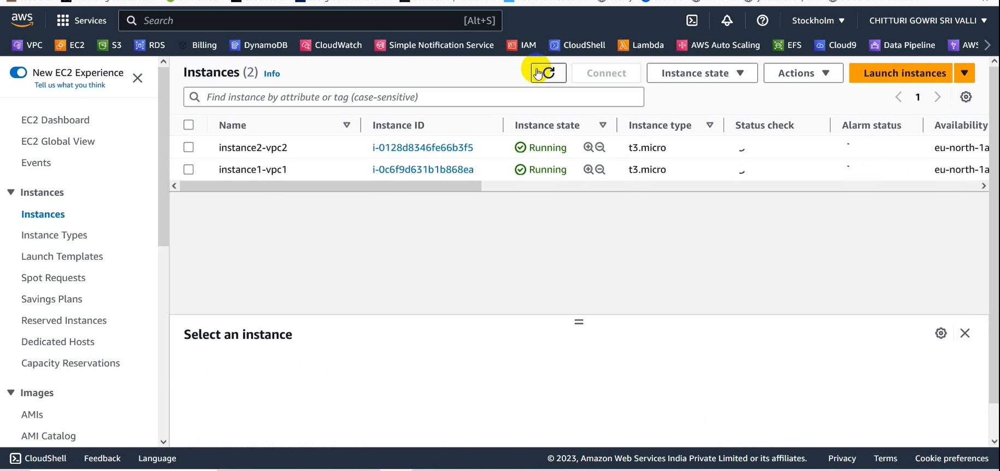 aws Services Search [Alt+S] Stockholm CHITTURI GOWRI SRI VALLI
VPC EC2 S3 RDS Billing DynamoDB CloudWatch Simple Notification Service IAM CloudShell Lambda AWS Auto Scaling EFS Cloud9 Data Pipeline AWS
New EC2 Experience
Tell us what you think
EC2 Dashboard
EC2 Global View
Events
Instances
Instances
Instance Types
Launch Templates
Spot Requests
Savings Plans
Reserved Instances
Dedicated Hosts
Capacity Reservations
Images
AMIs
AMI Catalog
Instances (2) Info Connect Instance state Actions Launch instances
Find instance by attribute or tag (case-sensitive) 1
Name Instance ID Instance state Instance type Status check Alarm status Availability
instance2-vpc2 i-0128d8346fe66b3f5 Running t3.micro eu-north-1a
instance1-vpc1 i-0c6f9d631b1b868ea Running t3.micro eu-north-1a
Select an instance
CloudShell Feedback Language © 2023, Amazon Web Services India Private Limited or its affiliates. Privacy Terms Cookie preferences